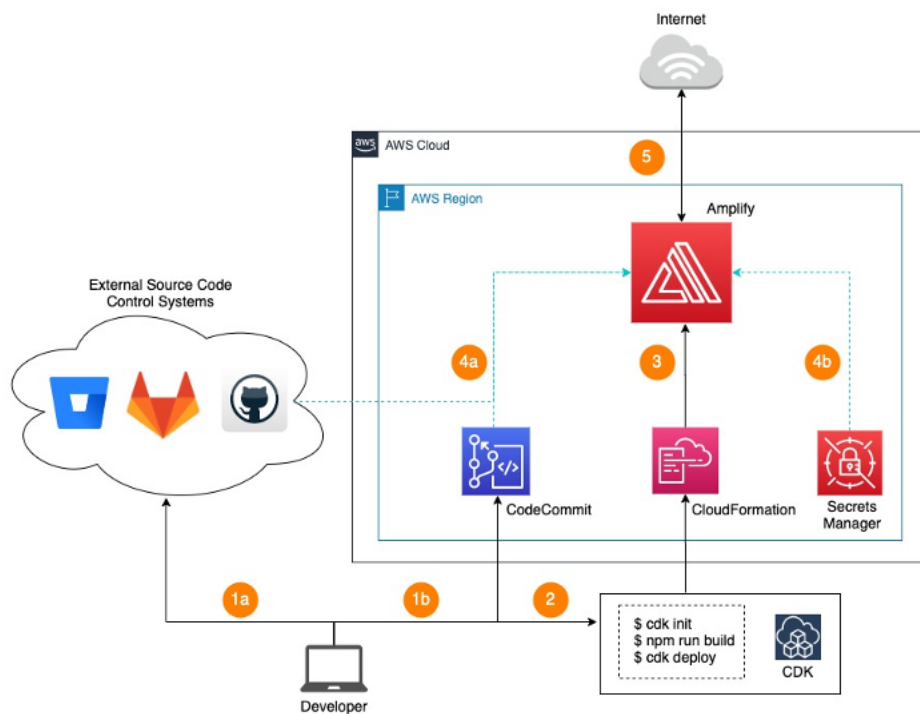 Internet
aws
AWS Cloud
5
AWS Region
Amplify
External Source Code
Control Systems
4a
3
4b
</>
CodeCommit
CloudFormation
Secrets
Manager
1a
1b
2
$ cdk init
$ npm run build
$ cdk deploy
CDK
Developer